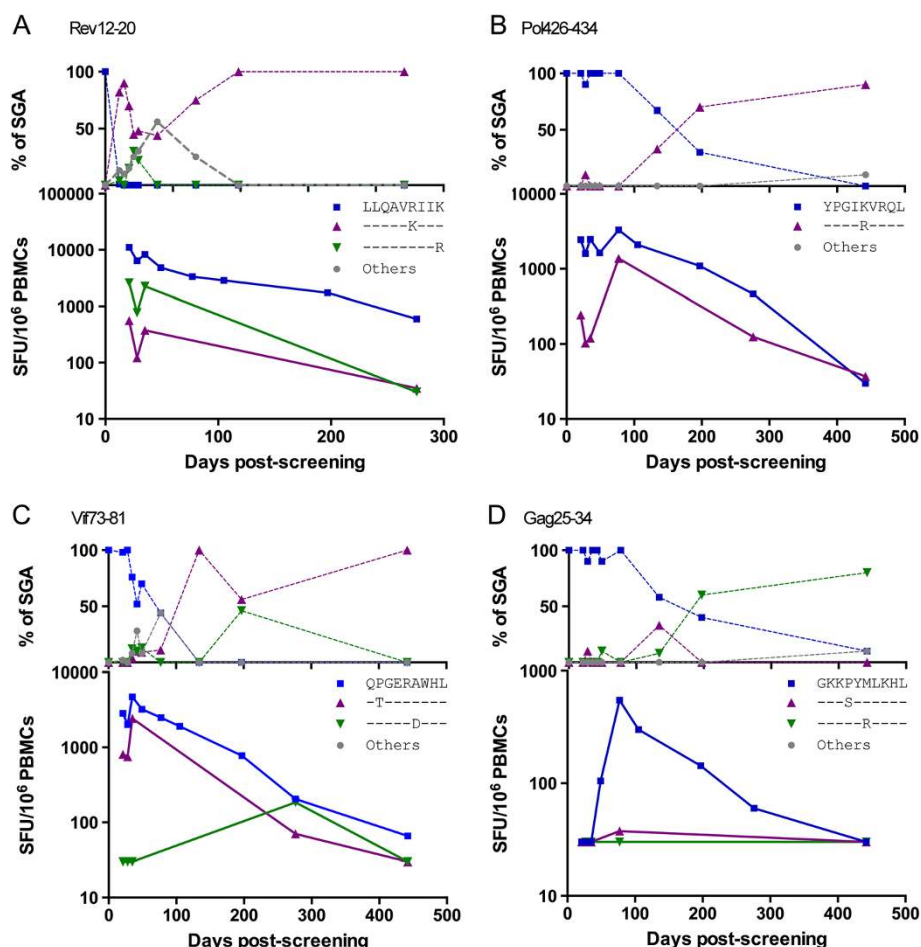 A
Rev12-20
% of SGA
100
50
SFU/10⁶ PBMCs
100000
10000
1000
100
10
LLQAVRIIK
-----K---
--------R
Others
0
100
200
300
Days post-screening
B
Pol426-434
% of SGA
100
50
SFU/10⁶ PBMCs
10000
1000
100
10
YPGIKVRQL
----R----
Others
0
100
200
300
400
500
Days post-screening
C
Vif73-81
% of SGA
100
50
SFU/10⁶ PBMCs
10000
1000
100
10
QPGERAWHL
-T-------
-----D---
Others
0
100
200
300
400
500
Days post-screening
D
Gag25-34
% of SGA
100
50
SFU/10⁶ PBMCs
1000
100
10
GKKPYMLKHL
----S-----
-----R----
Others
0
100
200
300
400
500
Days post-screening